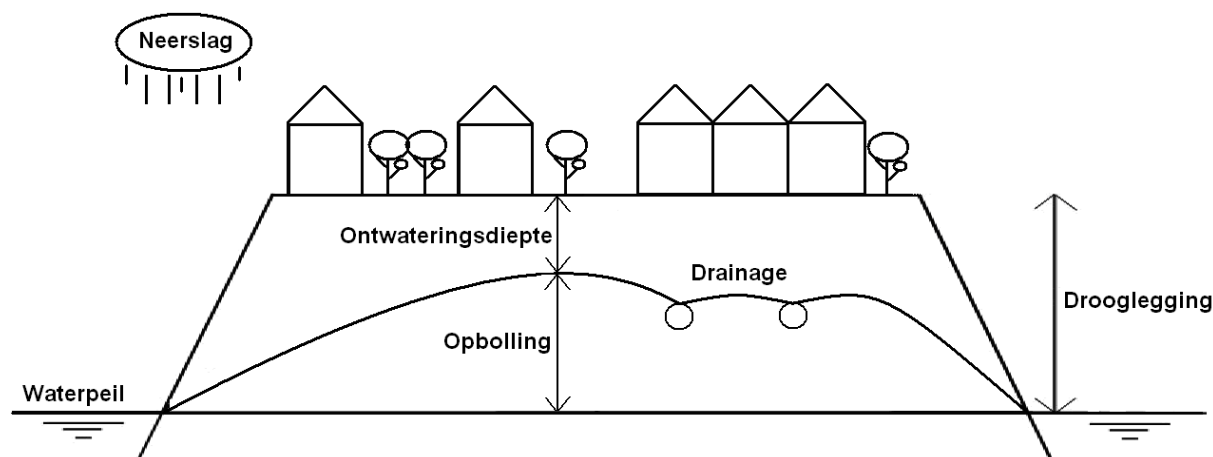 Neerslag
Ontwateringsdiepte
Drainage
Drooglegging
Opbolling
Waterpeil